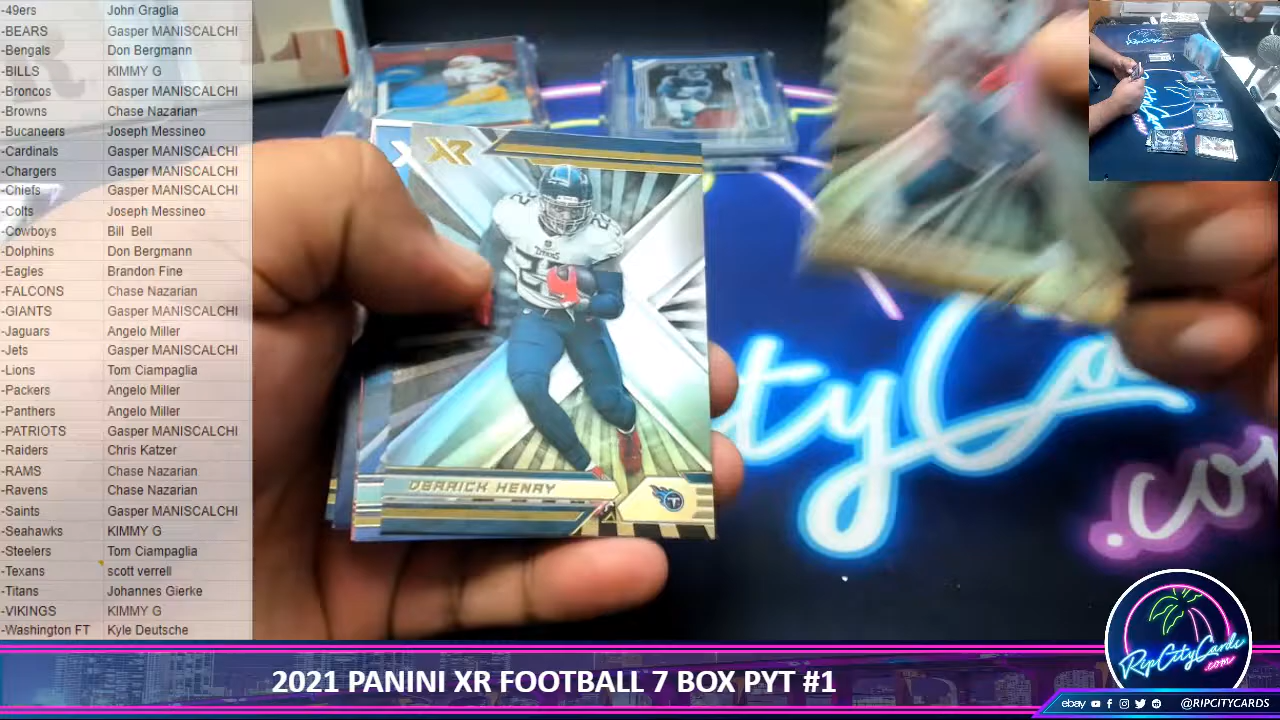 -49ers John Graglia
-BEARS Gasper MANISCALCHI
-Bengals Don Bergmann
-BILLS KIMMY G
-Broncos Gasper MANISCALCHI
-Browns Chase Nazarian
-Bucaneers Joseph Messineo
-Cardinals Gasper MANISCALCHI
-Chargers Gasper MANISCALCHI
-Chiefs Gasper MANISCALCHI
-Colts Joseph Messineo
-Cowboys Bill Bell
-Dolphins Don Bergmann
-Eagles Brandon Fine
-FALCONS Chase Nazarian
-GIANTS Gasper MANISCALCHI
-Jaguars Angelo Miller
-Jets Gasper MANISCALCHI
-Lions Tom Ciampaglia
-Packers Angelo Miller
-Panthers Angelo Miller
-PATRIOTS Gasper MANISCALCHI
-Raiders Chris Katzer
-RAMS Chase Nazarian
-Ravens Chase Nazarian
-Saints Gasper MANISCALCHI
-Seahawks KIMMY G
-Steelers Tom Ciampaglia
-Texans scott verrell
-Titans Johannes Gierke
-VIKINGS KIMMY G
-Washington FT Kyle Deutsche
XR
TITANS
22
DERRICK HENRY
T
.co
RipCityCards
.com
2021 PANINI XR FOOTBALL 7 BOX PYT #1
ebay @RIPCITYCARDS